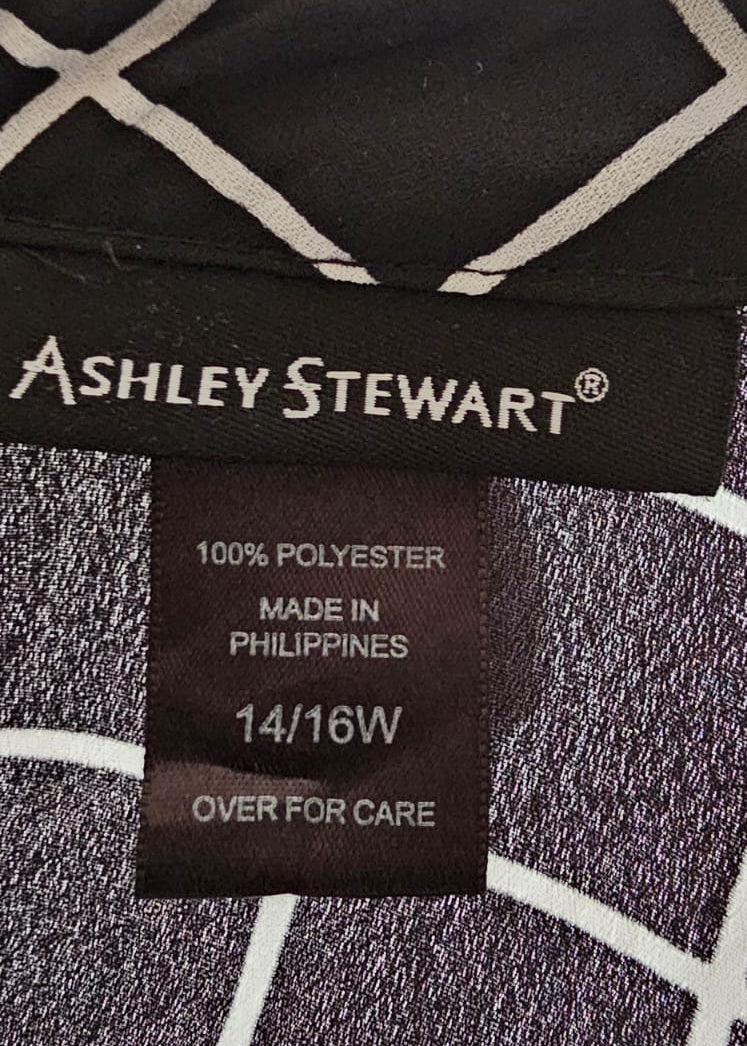 ASHLEY STEWART®
100% POLYESTER
MADE IN
PHILIPPINES
14/16W
OVER FOR CARE